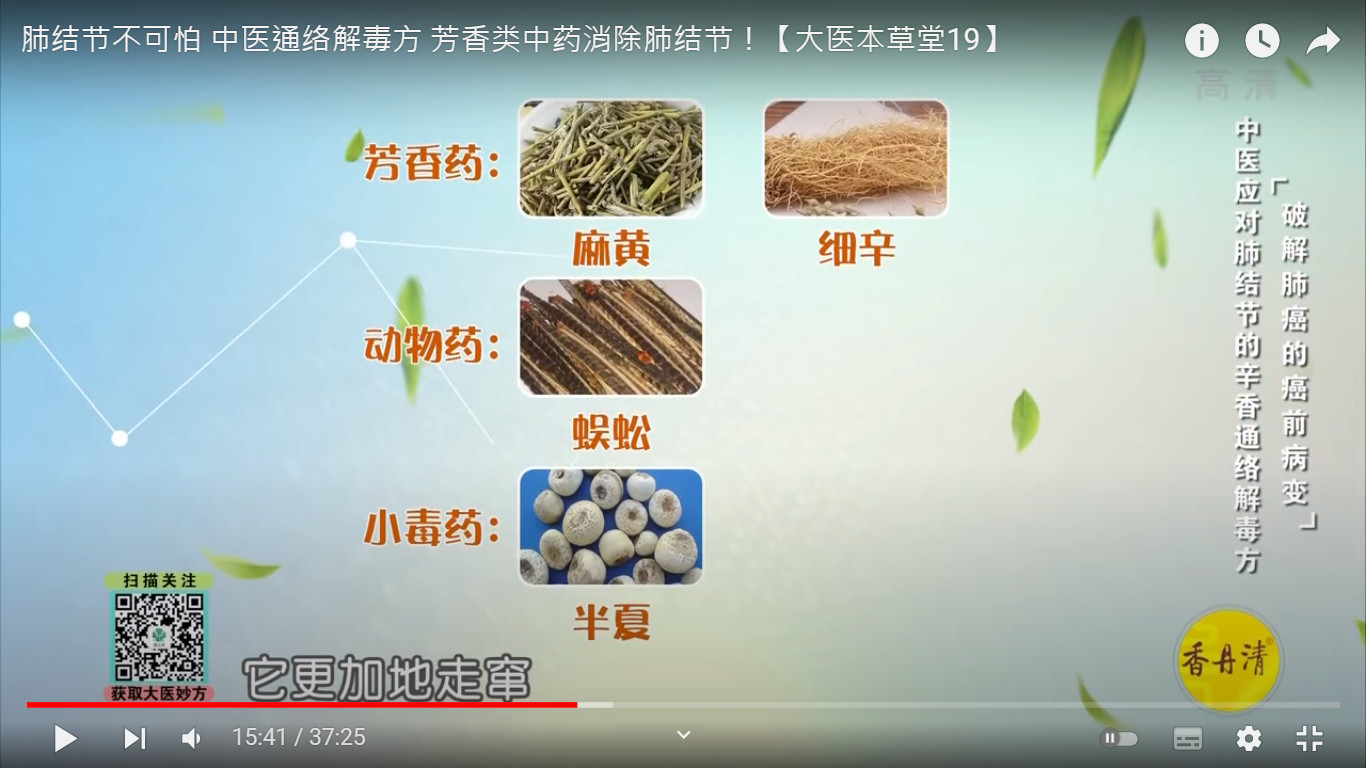 肺结节不可怕 中医通络解毒方 芳香类中药消除肺结节！【大医本草堂19】
高清
芳香药：
麻黄
细辛
动物药：
蜈蚣
小毒药：
半夏
「破解肺癌的癌前病变」
中医应对肺结节的辛香通络解毒方
扫描关注
获取大医妙方
它更加地走窜
香丹清
15:41 / 37:25